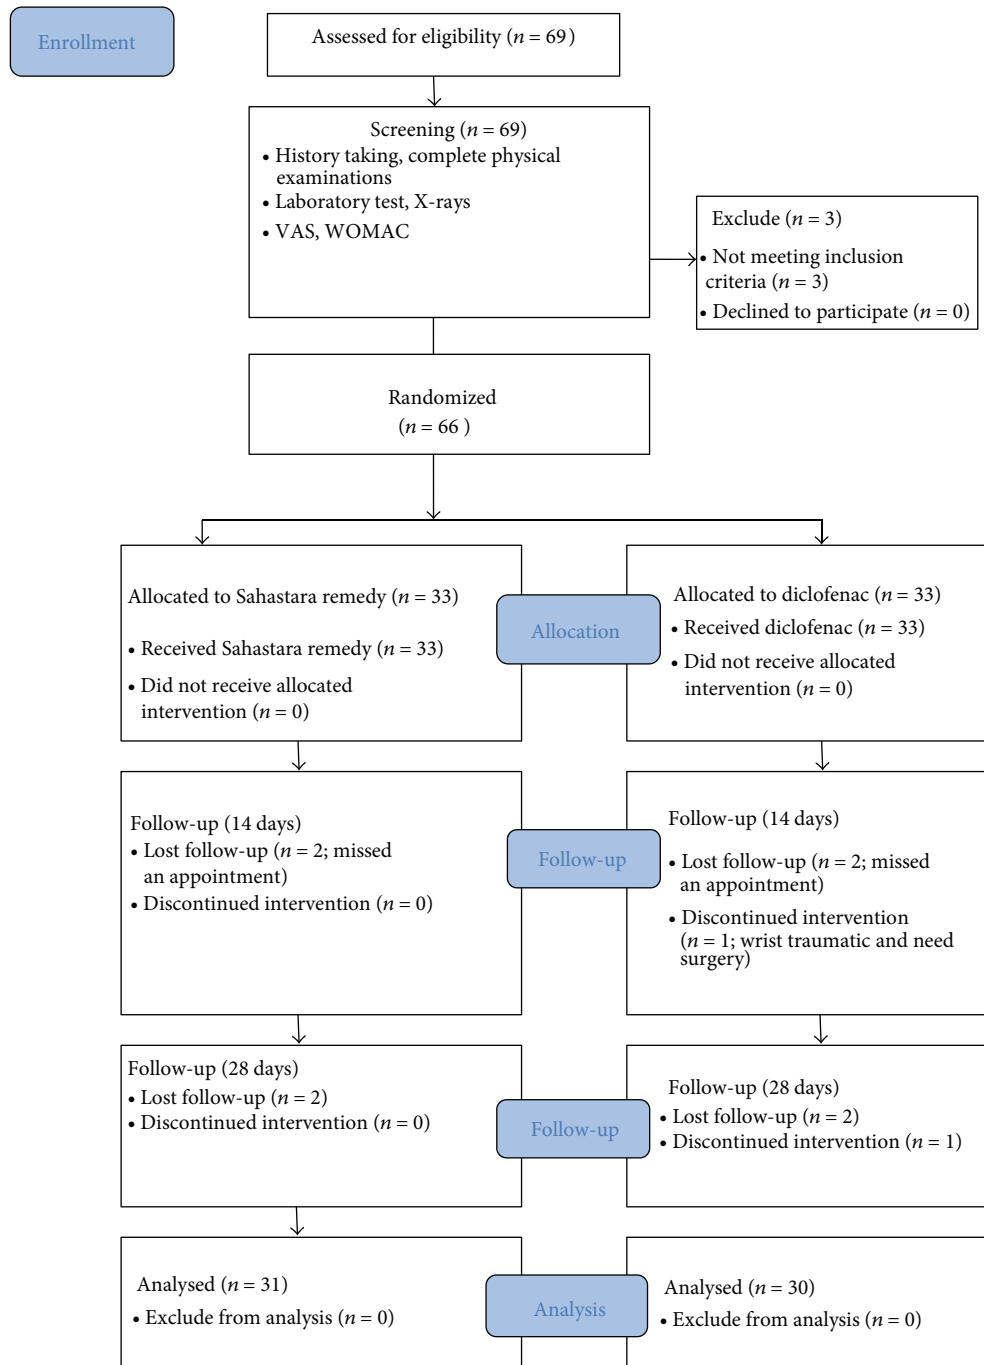 Enrollment
Assessed for eligibility (n = 69)
Screening (n = 69)
• History taking, complete physical
examinations
• Laboratory test, X-rays
• VAS, WOMAC
Exclude (n = 3)
• Not meeting inclusion
criteria (n = 3)
• Declined to participate (n = 0)
Randomized
(n = 66 )
Allocated to Sahastara remedy (n = 33)
• Received Sahastara remedy (n = 33)
• Did not receive allocated
intervention (n = 0)
Allocation
Allocated to diclofenac (n = 33)
• Received diclofenac (n = 33)
• Did not receive allocated
intervention (n = 0)
Follow-up (14 days)
• Lost follow-up (n = 2; missed
an appointment)
• Discontinued intervention (n = 0)
Follow-up
Follow-up (14 days)
• Lost follow-up (n = 2; missed
an appointment)
• Discontinued intervention
(n = 1; wrist traumatic and need
surgery)
Follow-up (28 days)
• Lost follow-up (n = 2)
• Discontinued intervention (n = 0)
Follow-up
Follow-up (28 days)
• Lost follow-up (n = 2)
• Discontinued intervention (n = 1)
Analysed (n = 31)
• Exclude from analysis (n = 0)
Analysis
Analysed (n = 30)
• Exclude from analysis (n = 0)